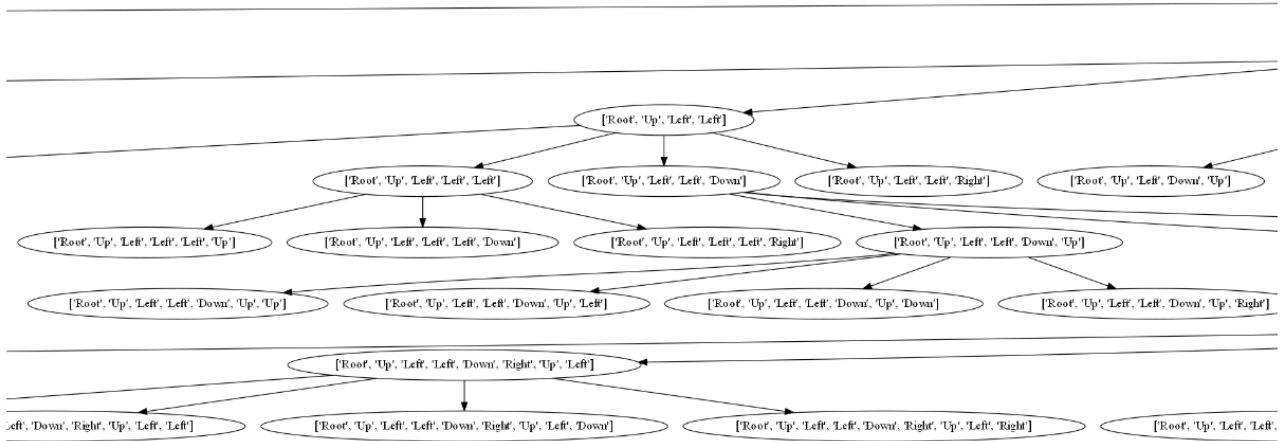 ['Root', 'Up', 'Left', 'Left']
['Root', 'Up', 'Left', 'Left', 'Left']
['Root', 'Up', 'Left', 'Left', 'Down']
['Root', 'Up', 'Left', 'Left', 'Right']
['Root', 'Up', 'Left', 'Down', 'Up']
['Root', 'Up', 'Left', 'Left', 'Left', 'Up']
['Root', 'Up', 'Left', 'Left', 'Left', 'Down']
['Root', 'Up', 'Left', 'Left', 'Left', 'Right']
['Root', 'Up', 'Left', 'Left', 'Down', 'Up']
['Root', 'Up', 'Left', 'Left', 'Down', 'Up', 'Up']
['Root', 'Up', 'Left', 'Left', 'Down', 'Up', 'Left']
['Root', 'Up', 'Left', 'Left', 'Down', 'Up', 'Down']
['Root', 'Up', 'Left', 'Left', 'Down', 'Up', 'Right']
['Root', 'Up', 'Left', 'Left', 'Down', 'Right', 'Up', 'Left']
Left', 'Down', 'Right', 'Up', 'Left', 'Left']
['Root', 'Up', 'Left', 'Left', 'Down', 'Right', 'Up', 'Left', 'Down']
['Root', 'Up', 'Left', 'Left', 'Down', 'Right', 'Up', 'Left', 'Right']
['Root', 'Up', 'Left', 'Left',